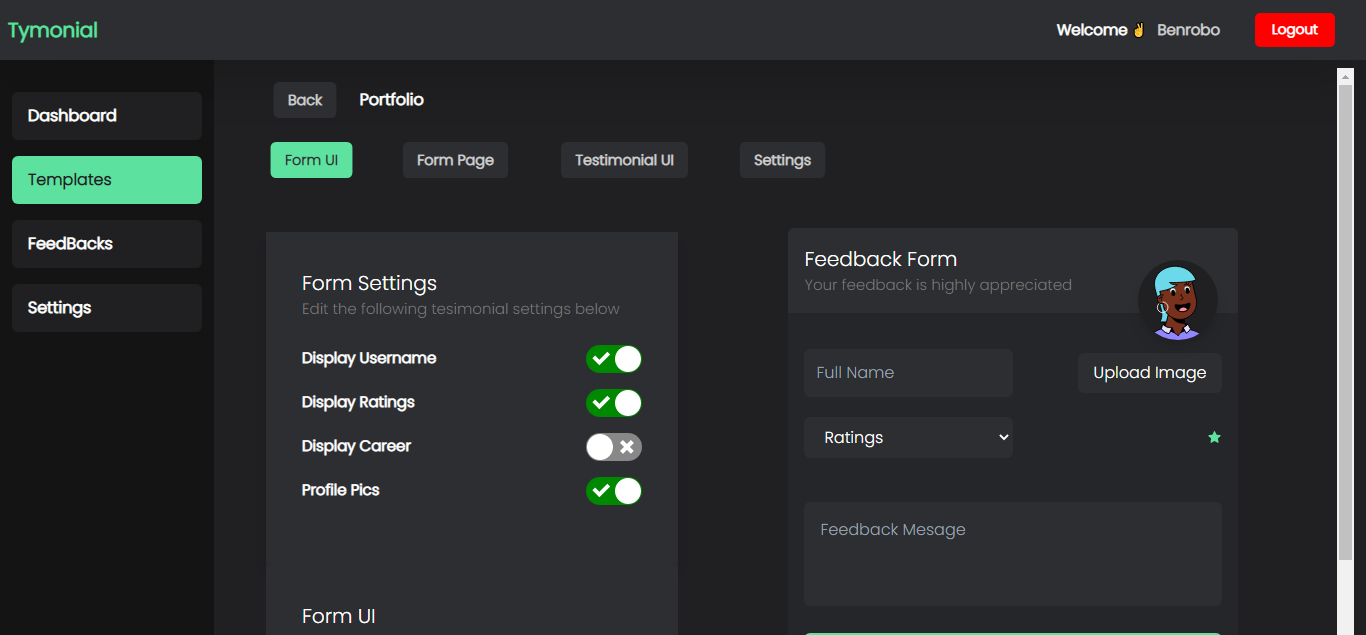 Tymonial
Welcome ✌ Benrobo
Logout
Dashboard
Templates
FeedBacks
Settings
Back
Portfolio
Form UI
Form Page
Testimonial UI
Settings
Form Settings
Edit the following tesimonial settings below
Display Username
Display Ratings
Display Career
Profile Pics
Form UI
Feedback Form
Your feedback is highly appreciated
Full Name
Upload Image
Ratings
Feedback Mesage